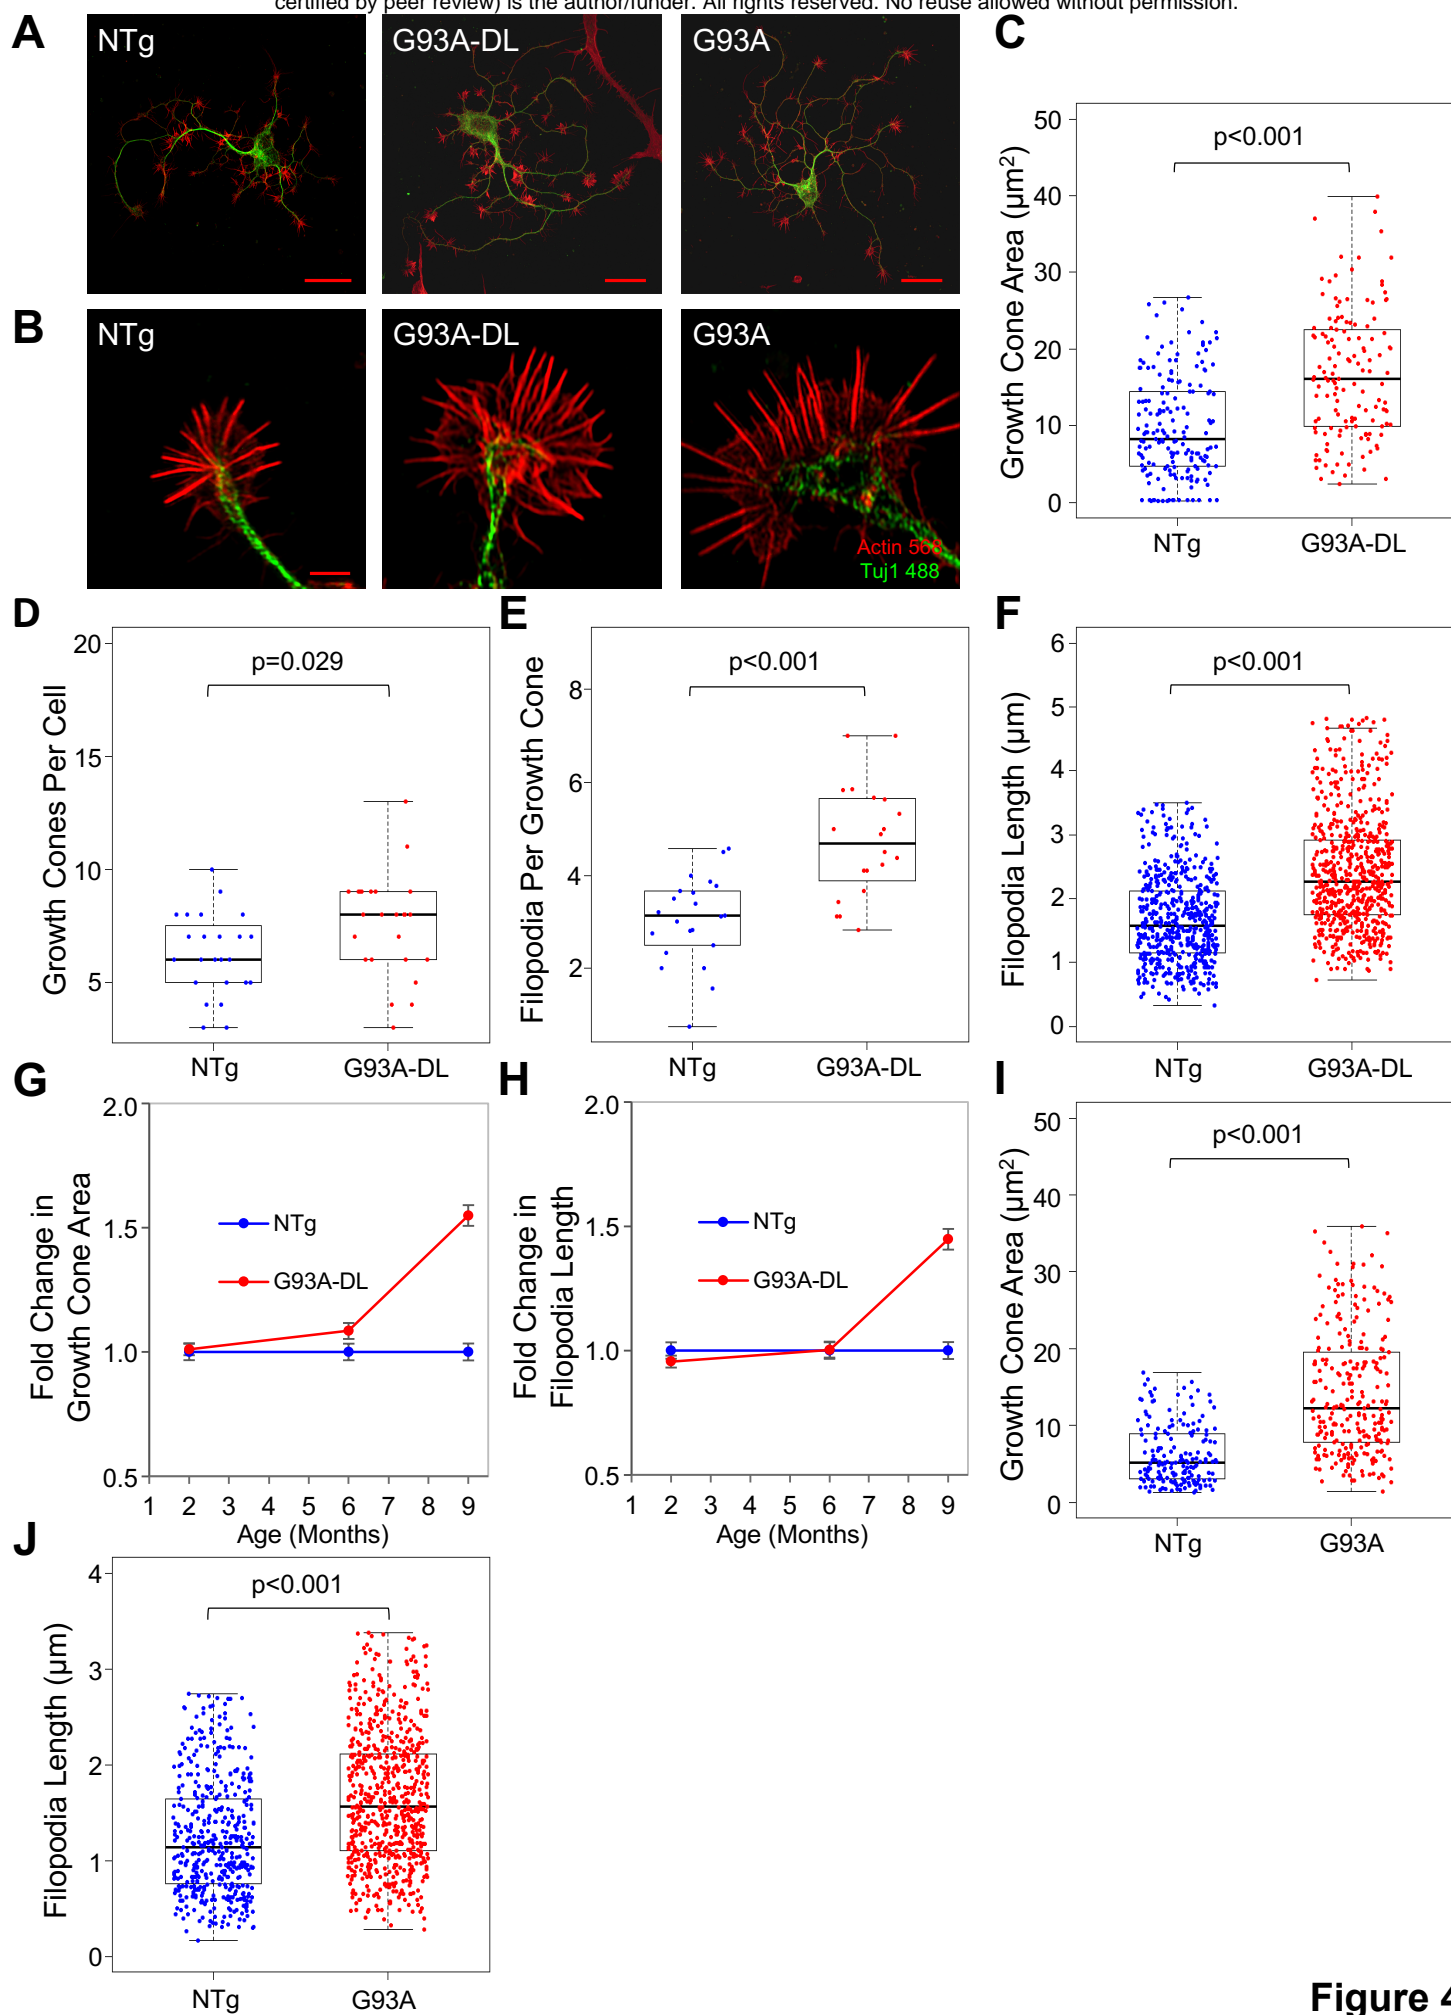 certified by peer review) is the author/funder. All rights reserved. No reuse allowed without permission.
A
NTg
G93A-DL
G93A
B
NTg
G93A-DL
G93A
Actin 568
Tuj1 488
C
Growth Cone Area (µm²)
50
40
30
20
10
0
p<0.001
NTg
G93A-DL
D
Growth Cones Per Cell
20
15
10
5
p=0.029
NTg
G93A-DL
E
Filopodia Per Growth Cone
8
6
4
2
p<0.001
NTg
G93A-DL
F
Filopodia Length (µm)
6
5
4
3
2
1
0
p<0.001
NTg
G93A-DL
G
Fold Change in
Growth Cone Area
2.0
1.5
1.0
0.5
NTg
G93A-DL
1 2 3 4 5 6 7 8 9
Age (Months)
H
Fold Change in
Filopodia Length
2.0
1.5
1.0
0.5
NTg
G93A-DL
1 2 3 4 5 6 7 8 9
Age (Months)
I
Growth Cone Area (µm²)
50
40
30
20
10
0
p<0.001
NTg
G93A
J
Filopodia Length (µm)
4
3
2
1
0
p<0.001
NTg
G93A
Figure 4